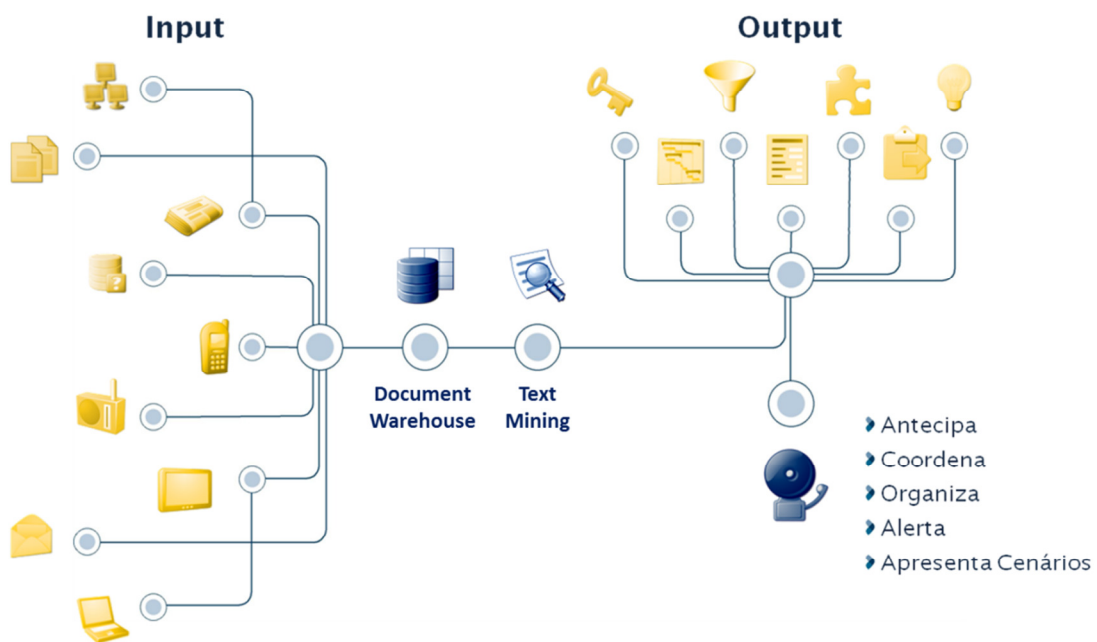 Input
Output
Document
Warehouse
Text
Mining
Antecipa
Coordena
Organiza
Alerta
Apresenta Cenários